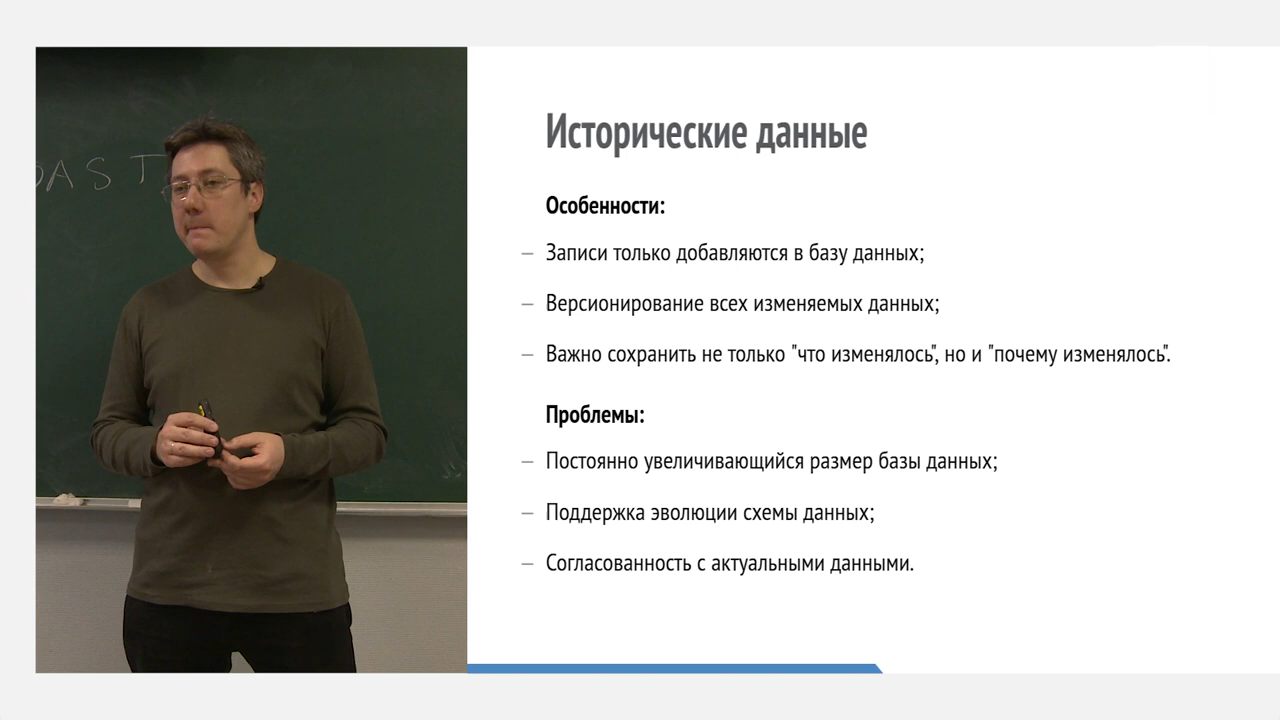 OAST
Исторические данные
Особенности:
– Записи только добавляются в базу данных;
– Версионирование всех изменяемых данных;
– Важно сохранить не только "что изменялось", но и "почему изменялось".
Проблемы:
– Постоянно увеличивающийся размер базы данных;
– Поддержка эволюции схемы данных;
– Согласованность с актуальными данными.